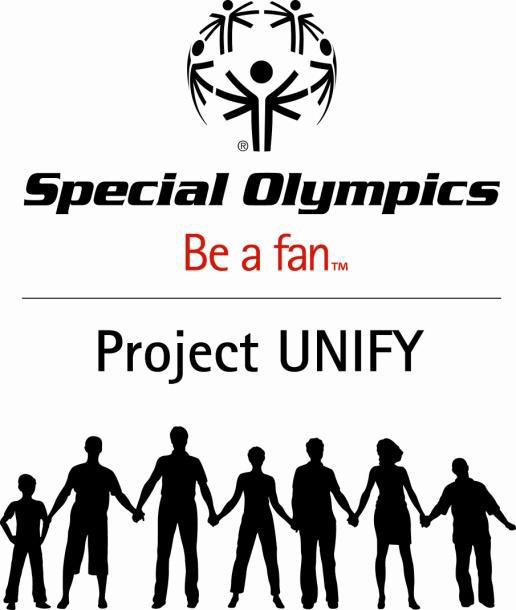 ®
Special Olympics
Be a fan™
Project UNIFY